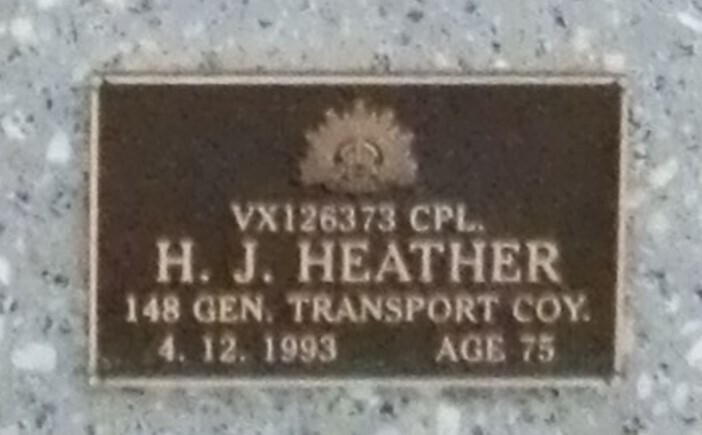 VX126373 CPL.
H. J. HEATHER
148 GEN. TRANSPORT COY.
4. 12. 1993 AGE 75